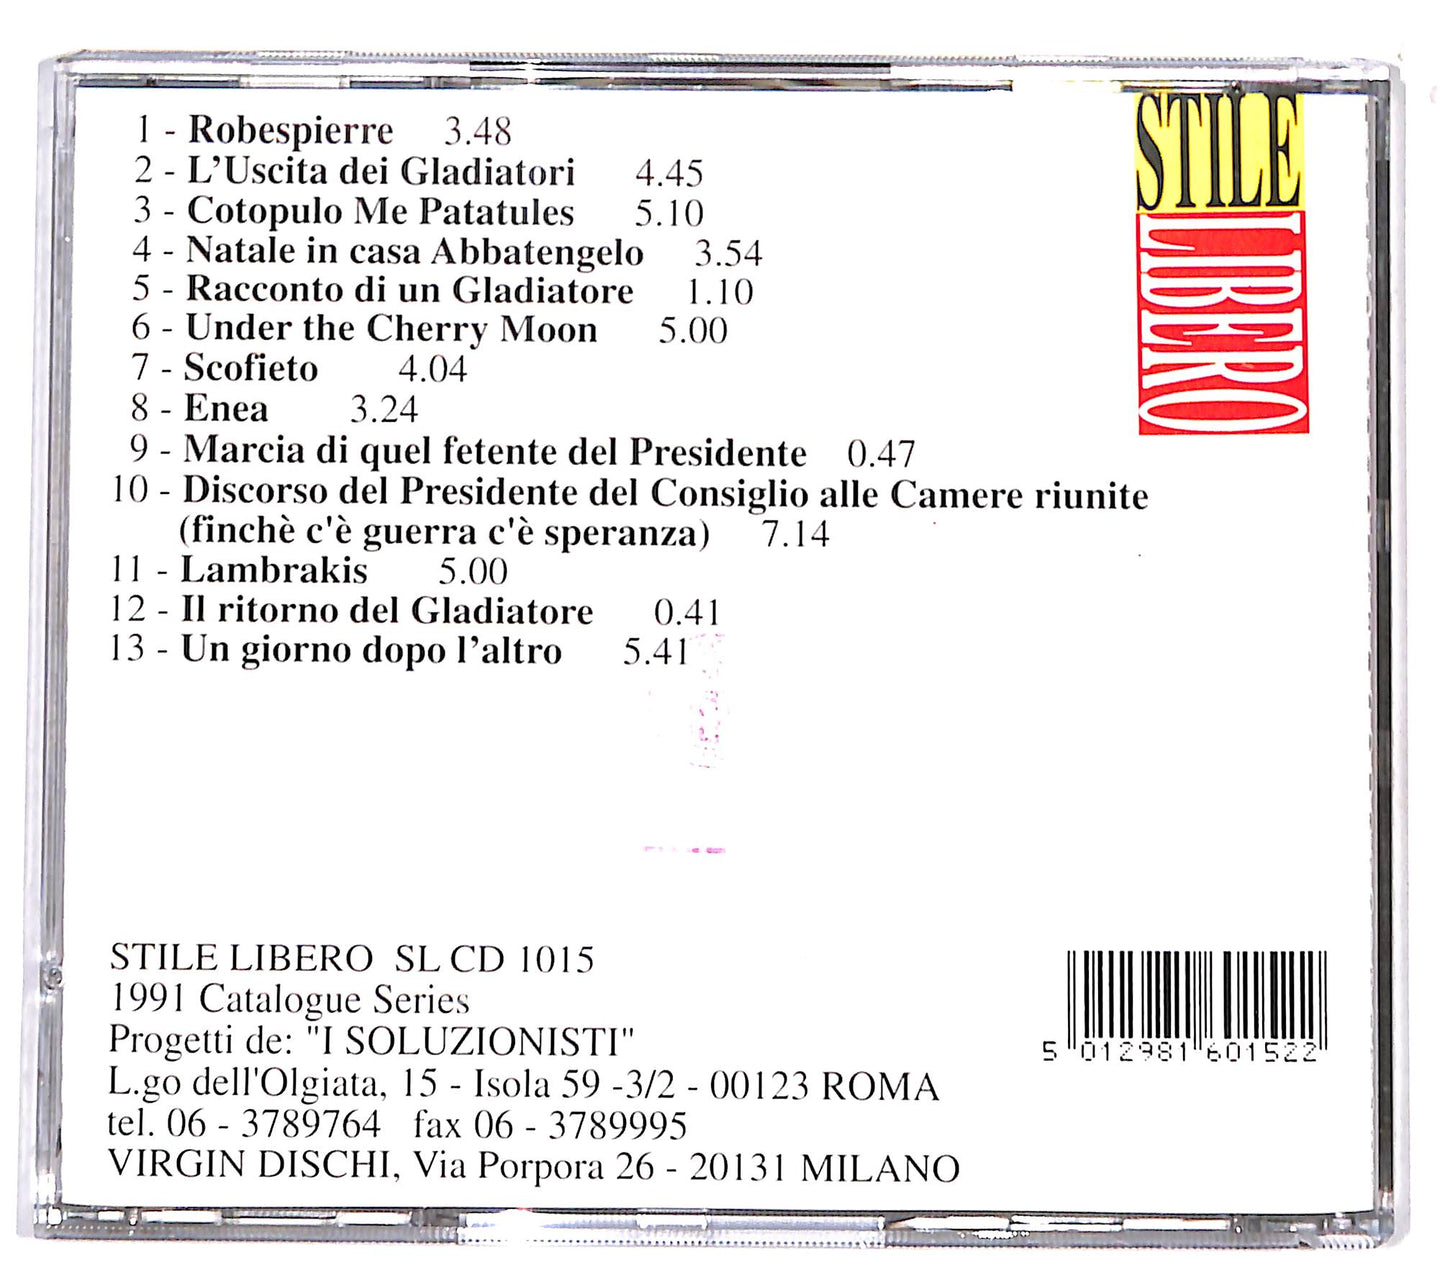 1 - Robespierre 3.48
2 - L’Uscita dei Gladiatori 4.45
3 - Cotopulo Me Patatules 5.10
4 - Natale in casa Abbatengelo 3.54
5 - Racconto di un Gladiatore 1.10
6 - Under the Cherry Moon 5.00
7 - Scofieto 4.04
8 - Enea 3.24
9 - Marcia di quel fetente del Presidente 0.47
10 - Discorso del Presidente del Consiglio alle Camere riunite
(finchè c'è guerra c'è speranza) 7.14
11 - Lambrakis 5.00
12 - Il ritorno del Gladiatore 0.41
13 - Un giorno dopo l’altro 5.41
STILE
LIBERO
STILE LIBERO SL CD 1015
1991 Catalogue Series
Progetti de: "I SOLUZIONISTI"
L.go dell'Olgiata, 15 - Isola 59 -3/2 - 00123 ROMA
tel. 06 - 3789764 fax 06 - 3789995
VIRGIN DISCHI, Via Porpora 26 - 20131 MILANO
5 012981 601522